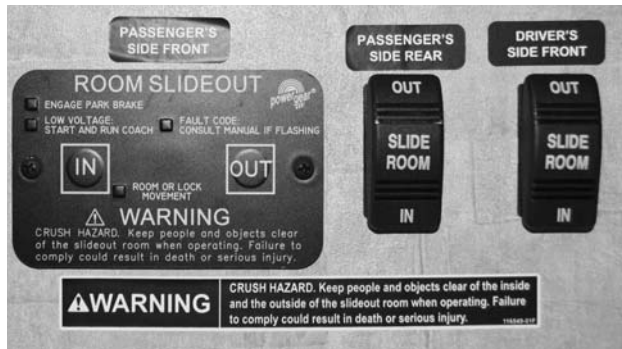 PASSENGER'S
SIDE FRONT
PASSENGER'S
SIDE REAR
DRIVER'S
SIDE FRONT
ROOM SLIDEOUT
powergear
ENGAGE PARK BRAKE
LOW VOLTAGE:
START AND RUN COACH
FAULT CODE:
CONSULT MANUAL IF FLASHING
IN
OUT
ROOM OR LOCK
MOVEMENT
WARNING
CRUSH HAZARD. Keep people and objects clear
of the slideout room when operating. Failure to
comply could result in death or serious injury.
OUT
SLIDE
ROOM
IN
OUT
SLIDE
ROOM
IN
WARNING
CRUSH HAZARD. Keep people and objects clear of the inside
and the outside of the slideout room when operating. Failure
to comply could result in death or serious injury.